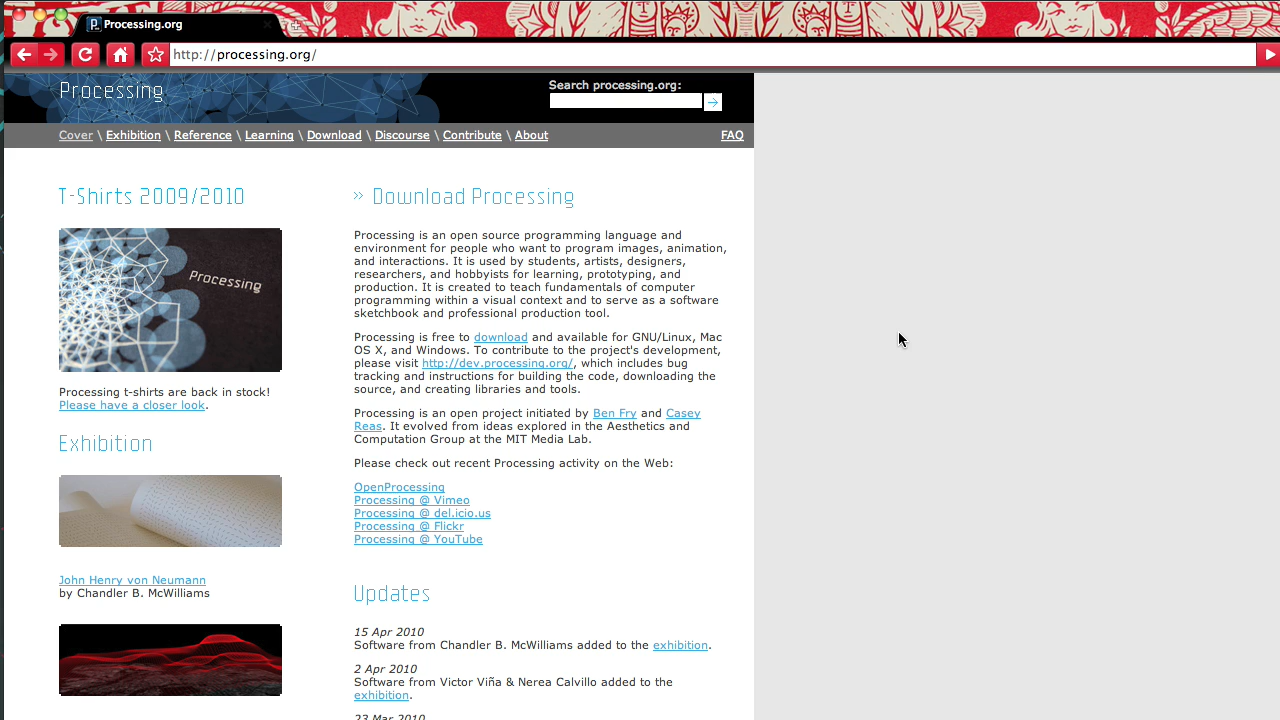 Processing.org
http://processing.org/
Processing
Search processing.org:
Cover \ Exhibition \ Reference \ Learning \ Download \ Discourse \ Contribute \ About
FAQ
T-Shirts 2009/2010
Processing
Processing t-shirts are back in stock!
Please have a closer look.
Exhibition
John Henry von Neumann
by Chandler B. McWilliams
>> Download Processing
Processing is an open source programming language and
environment for people who want to program images, animation,
and interactions. It is used by students, artists, designers,
researchers, and hobbyists for learning, prototyping, and
production. It is created to teach fundamentals of computer
programming within a visual context and to serve as a software
sketchbook and professional production tool.
Processing is free to download and available for GNU/Linux, Mac
OS X, and Windows. To contribute to the project's development,
please visit http://dev.processing.org/, which includes bug
tracking and instructions for building the code, downloading the
source, and creating libraries and tools.
Processing is an open project initiated by Ben Fry and Casey
Reas. It evolved from ideas explored in the Aesthetics and
Computation Group at the MIT Media Lab.
Please check out recent Processing activity on the Web:
OpenProcessing
Processing @ Vimeo
Processing @ del.icio.us
Processing @ Flickr
Processing @ YouTube
Updates
15 Apr 2010
Software from Chandler B. McWilliams added to the exhibition.
2 Apr 2010
Software from Victor Viña & Nerea Calvillo added to the
exhibition.
23 Mar 2010